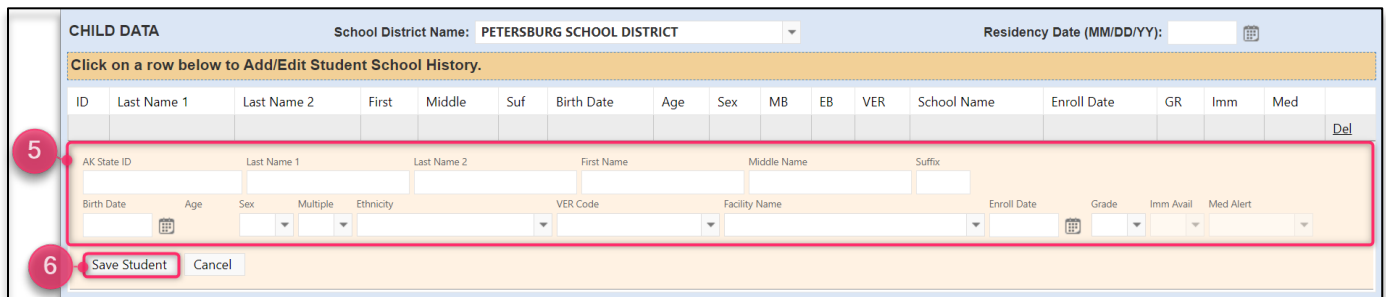 CHILD DATA School District Name: PETERSBURG SCHOOL DISTRICT Residency Date (MM/DD/YY):
Click on a row below to Add/Edit Student School History.
ID Last Name 1 Last Name 2 First Middle Suf Birth Date Age Sex MB EB VER School Name Enroll Date GR Imm Med
Del
5
AK State ID Last Name 1 Last Name 2 First Name Middle Name Suffix
Birth Date Age Sex Multiple Ethnicity VER Code Facility Name Enroll Date Grade Imm Avail Med Alert
6 Save Student Cancel